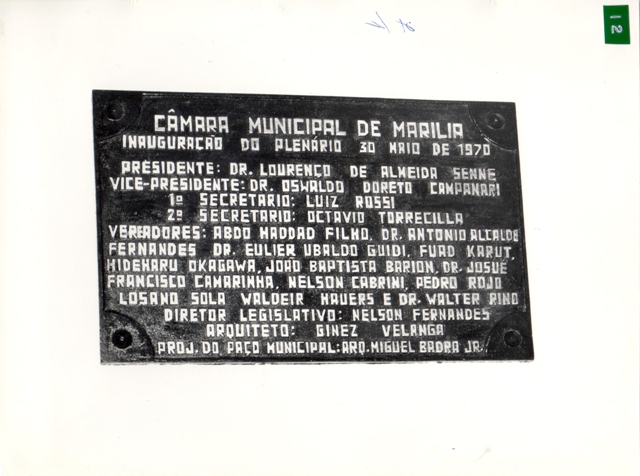 12
CÂMARA MUNICIPAL DE MARILIA
INAUGURAÇÃO DO PLENÁRIO 30 MAIO DE 1970
PRESIDENTE: DR. LOURENÇO DE ALMEIDA SENNE
VICE-PRESIDENTE: DR. OSWALDO DORETO CAMPANARI
1º SECRETARIO: LUIZ ROSSI
2º SECRETARIO: OCTAVIO TORRECILLA
VEREADORES: ABDO HADDAD FILHO, DR. ANTONIO ALCALDE
FERNANDES DR. EULIER UBALDO GUIDI, FUAD KARUT,
HIDEHARU OKAGAWA, JOÃO BAPTISTA BARION, DR. JOSUÉ
FRANCISCO CAMARINHA, NELSON CABRINI, PEDRO ROJO
LOSANO SOLA WALDEIR HAUERS E DR. WALTER RINO
DIRETOR LEGISLATIVO: NELSON FERNANDES
ARQUITETO: GINEZ VELANGA
PROJ. DO PAÇO MUNICIPAL: ARQ. MIGUEL BADRA JR.